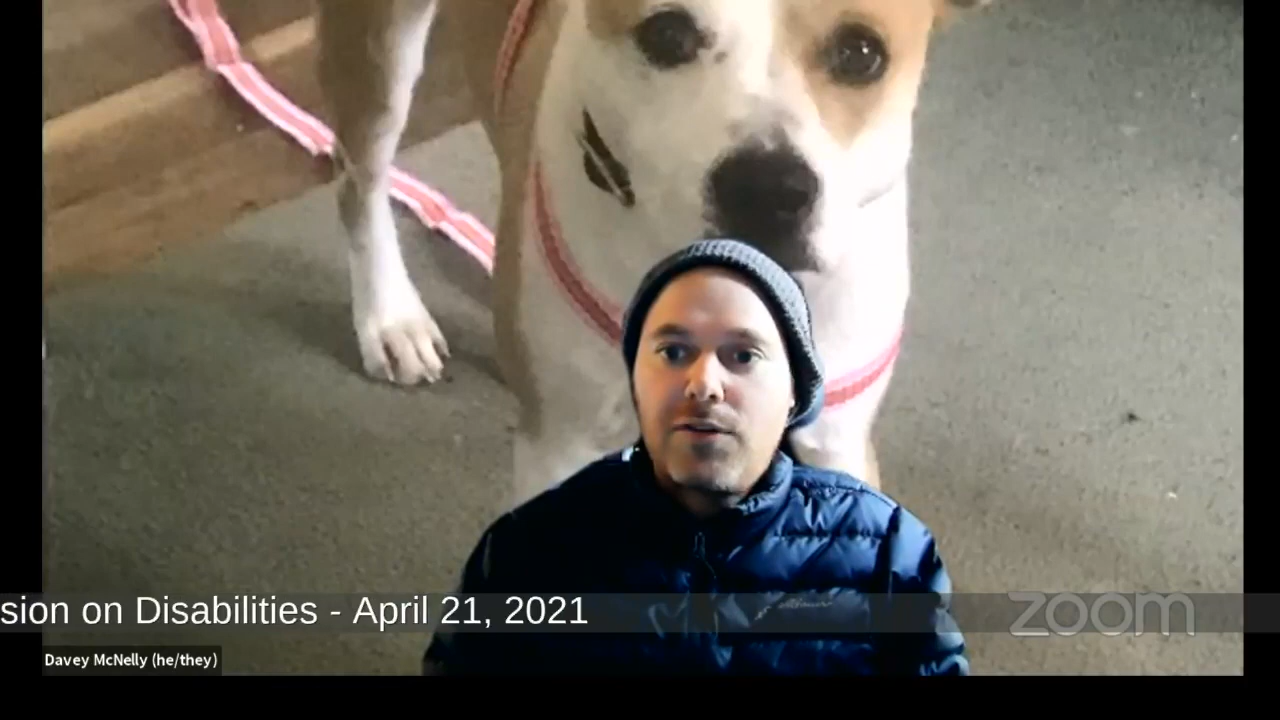 sion on Disabilities - April 21, 2021
zoom
Davey McNelly (he/they)